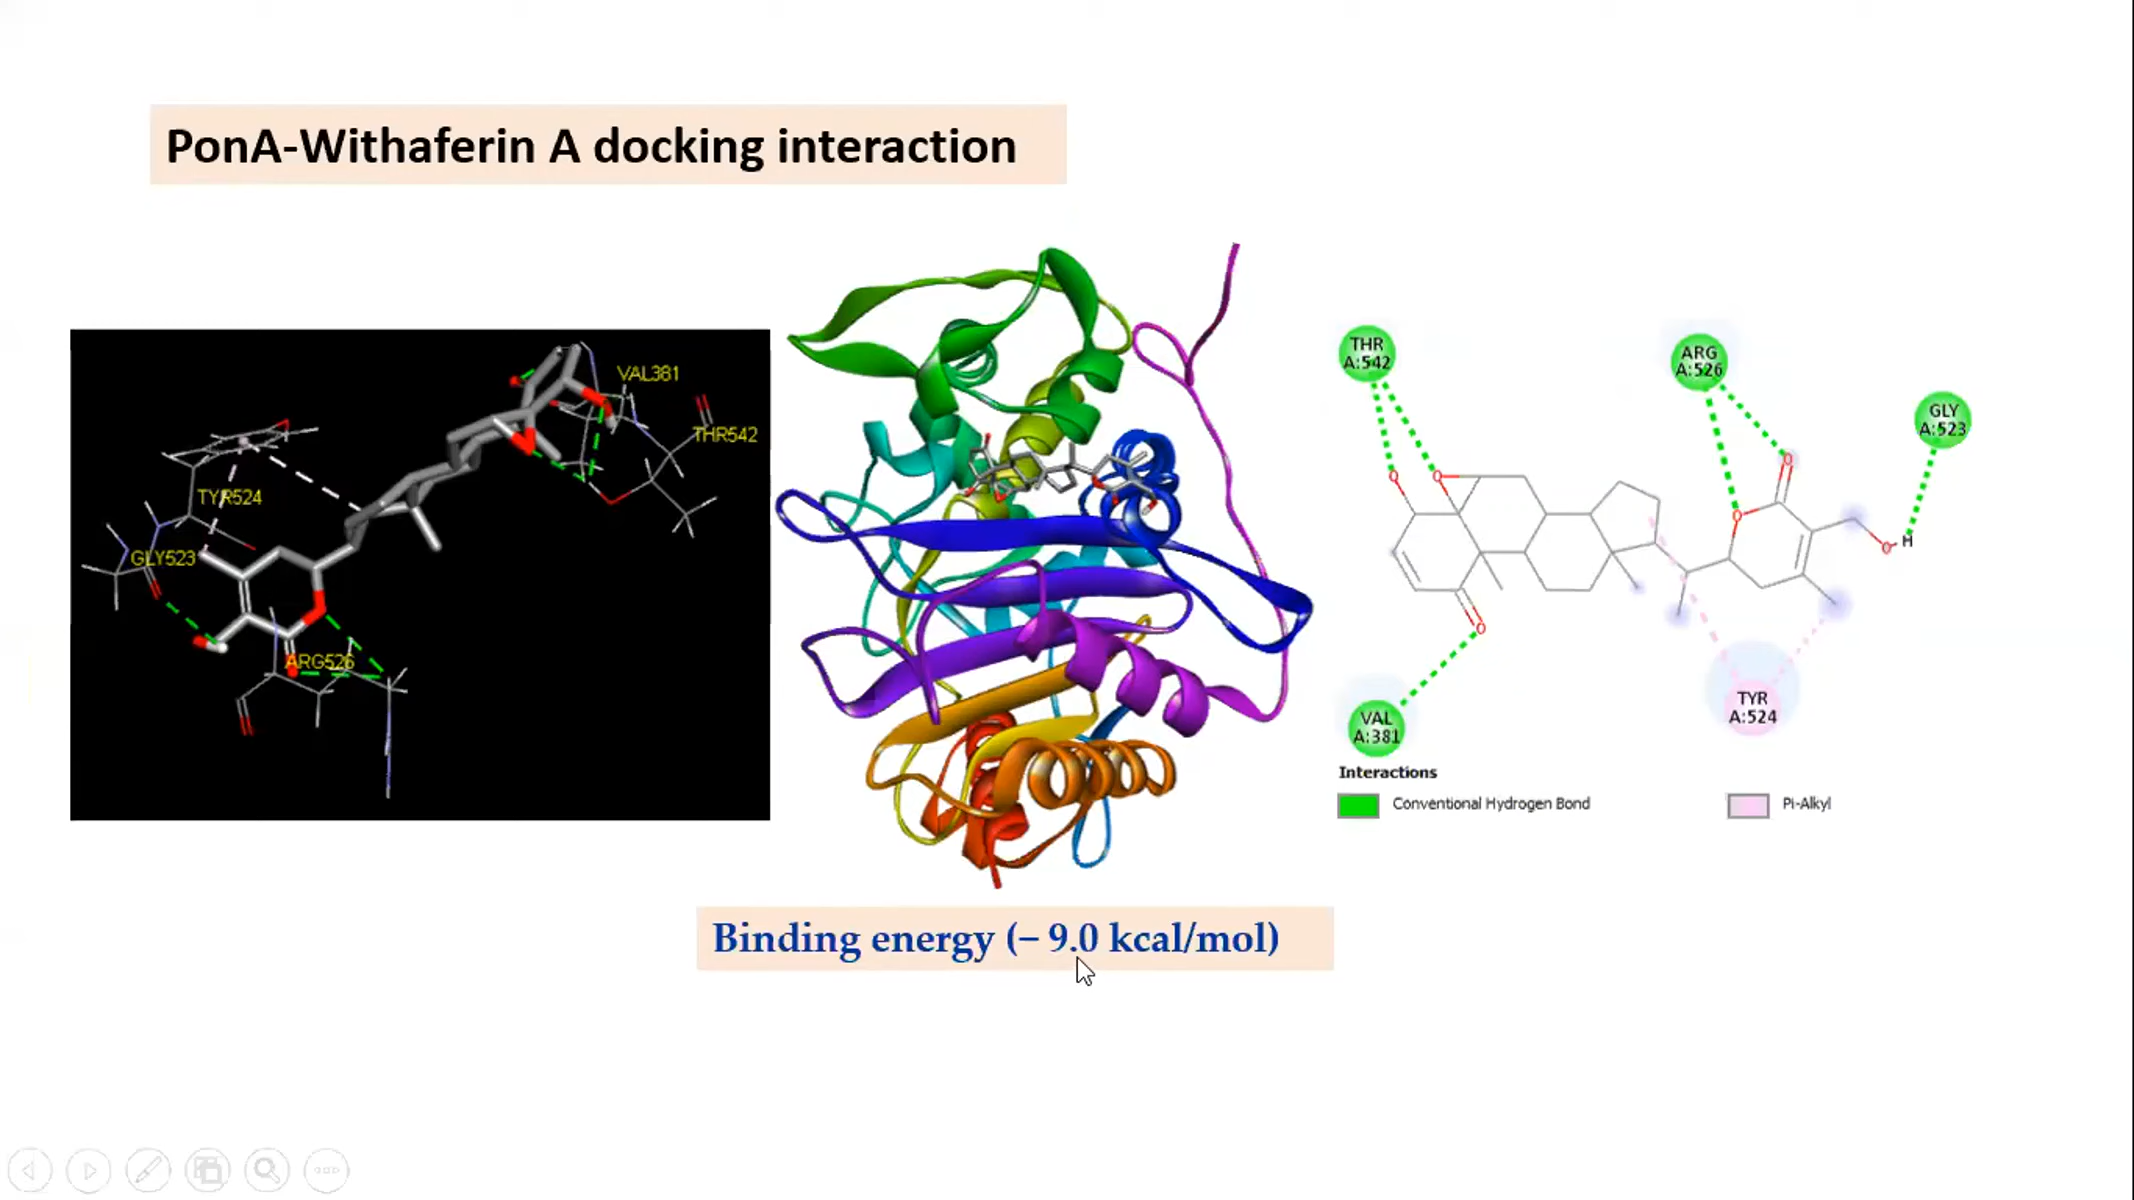 PonA-Withaferin A docking interaction
VAL381
THR542
TYR524
GLY523
ARG526
THR
A:542
ARG
A:526
GLY
A:523
O
O
O
O
O
H
O
VAL
A:381
TYR
A:524
Interactions
Conventional Hydrogen Bond
Pi-Alkyl
Binding energy (– 9.0 kcal/mol)